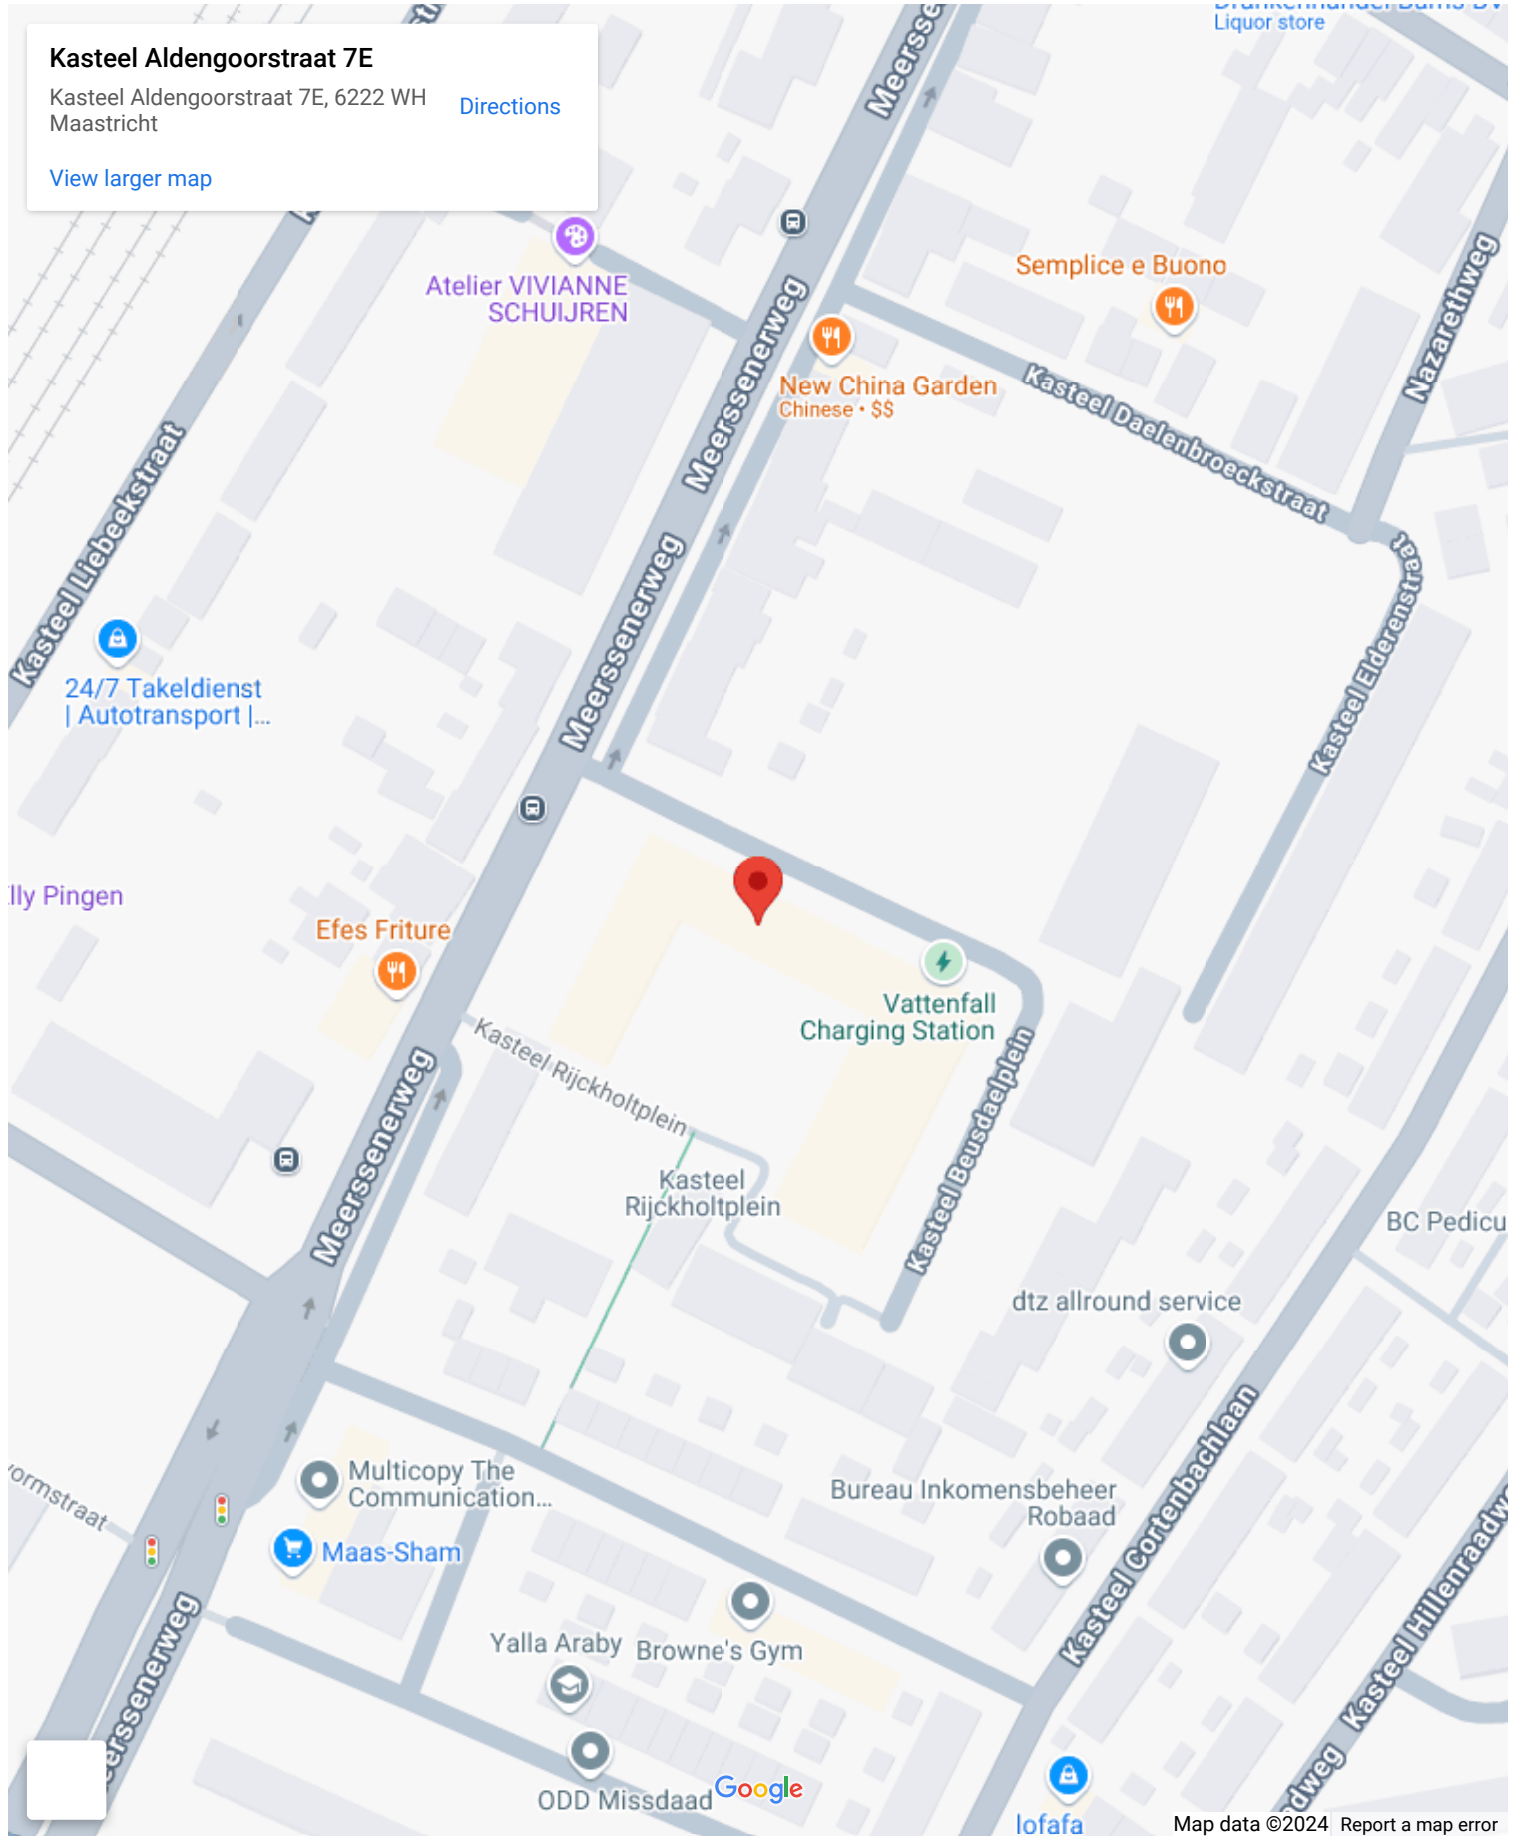 Liquor store
Kasteel Aldengoorstraat 7E
Kasteel Aldengoorstraat 7E, 6222 WH
Maastricht
Directions
View larger map
Atelier VIVIANNE
SCHUIJREN
Semplice e Buono
Nazarethweg
Meerssenerweg
New China Garden
Chinese • $$
Kasteel Daelenbroeckstraat
Kasteel Liebeekstraat
Meerssenerweg
Kasteel Elderenstraat
24/7 Takeldienst
| Autotransport |...
lly Pingen
Efes Friture
Vattenfall
Charging Station
Kasteel Rijckholtplein
Kasteel Beusdaelplein
Meerssenerweg
Kasteel
Rijckholtplein
BC Pedicu
dtz allround service
Multicopy The
Communication...
Bureau Inkomensbeheer
Robaad
Kasteel Cortenbachlaan
ormstraat
Maas-Sham
Kasteel Hillenraadw
Yalla Araby
Browne's Gym
erssenerweg
adweg
ODD Missdaad
Google
lofafa
Map data ©2024
Report a map error